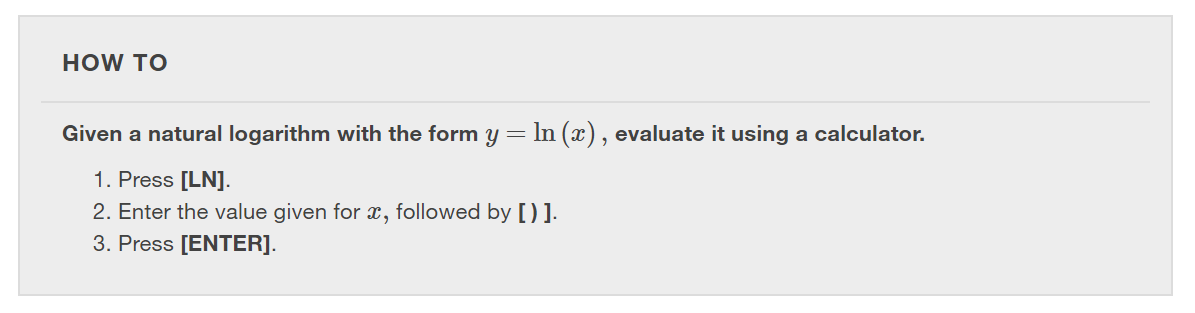 HOW TO
Given a natural logarithm with the form y = ln (x) , evaluate it using a calculator.
1. Press [LN].
2. Enter the value given for x, followed by [ ) ].
3. Press [ENTER].